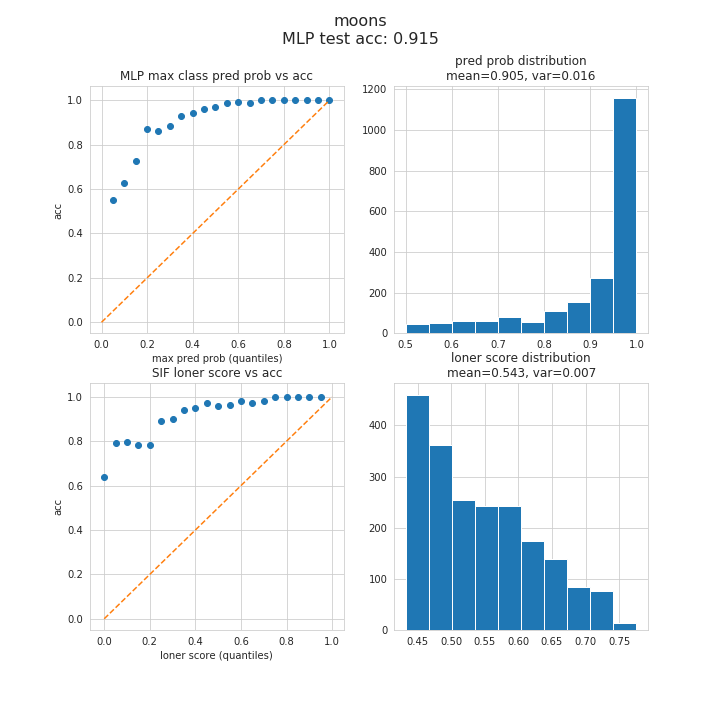 moons
MLP test acc: 0.915
MLP max class pred prob vs acc
1.0
0.8
0.6
0.4
0.2
0.0
acc
0.0 0.2 0.4 0.6 0.8 1.0
max pred prob (quantiles)
pred prob distribution
mean=0.905, var=0.016
1200
1000
800
600
400
200
0
0.5 0.6 0.7 0.8 0.9 1.0
SIF loner score vs acc
1.0
0.8
0.6
0.4
0.2
0.0
acc
0.0 0.2 0.4 0.6 0.8 1.0
loner score (quantiles)
loner score distribution
mean=0.543, var=0.007
400
300
200
100
0
0.45 0.50 0.55 0.60 0.65 0.70 0.75